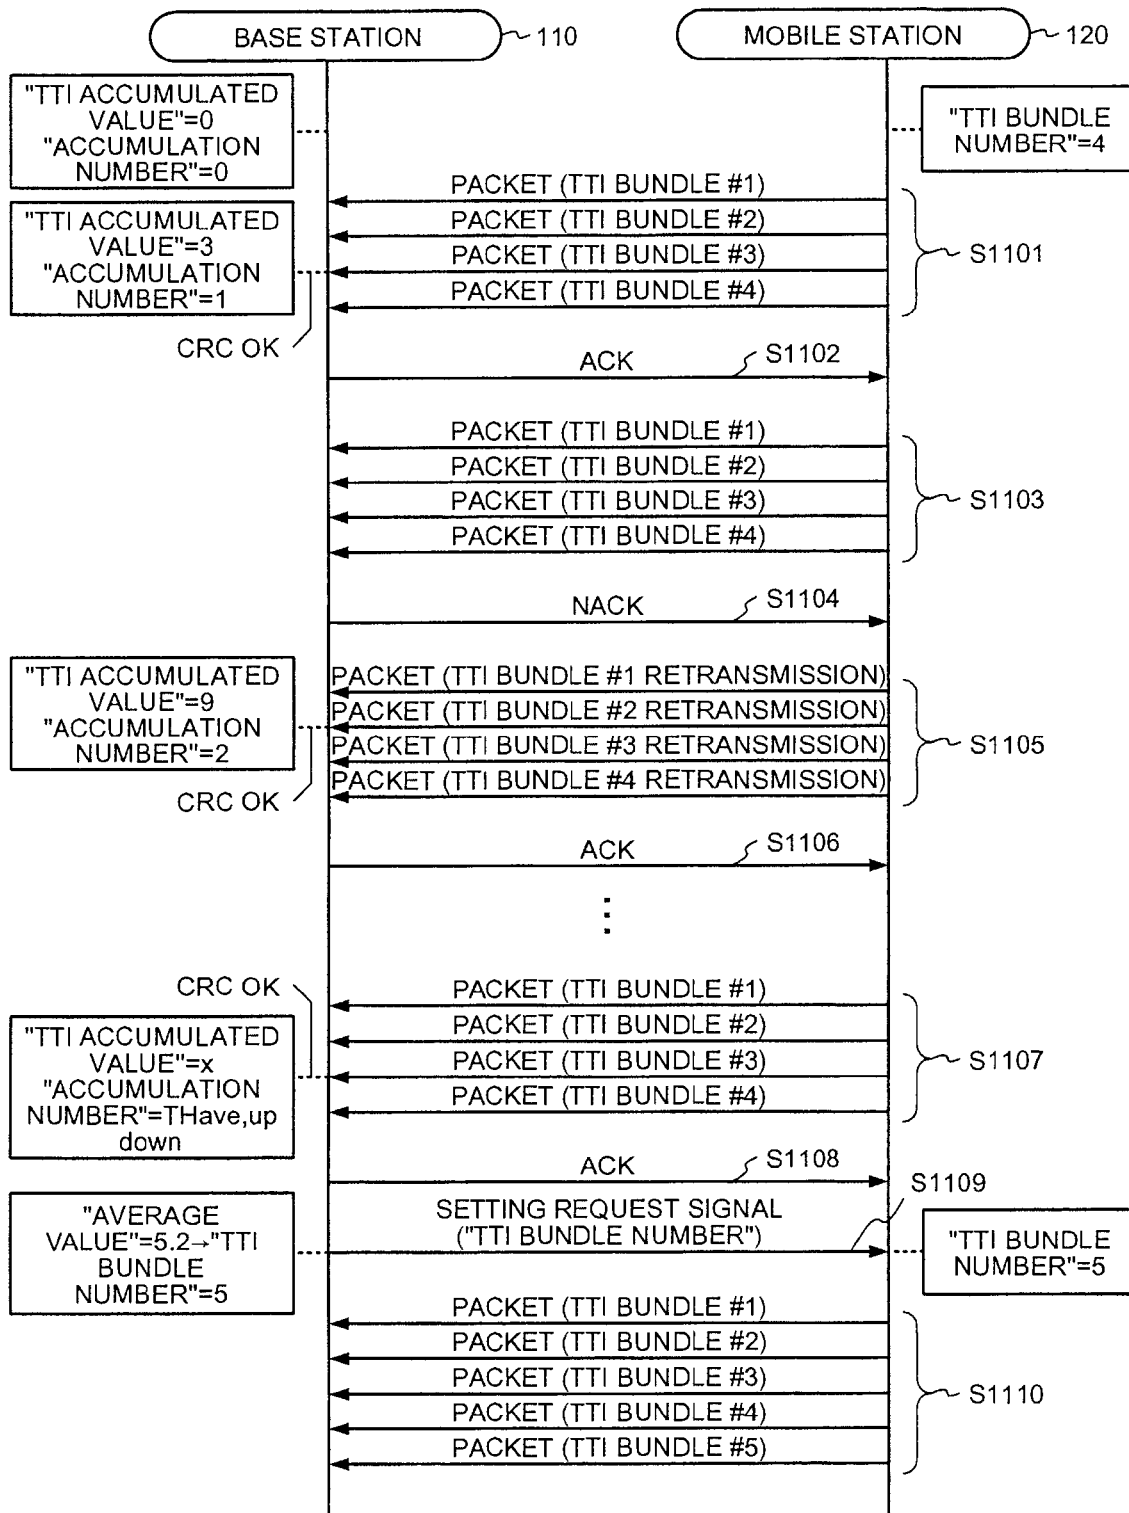 BASE STATION
110
MOBILE STATION
120
"TTI ACCUMULATED
VALUE"=0
"ACCUMULATION
NUMBER"=0
"TTI BUNDLE
NUMBER"=4
PACKET (TTI BUNDLE #1)
PACKET (TTI BUNDLE #2)
PACKET (TTI BUNDLE #3)
PACKET (TTI BUNDLE #4)
S1101
"TTI ACCUMULATED
VALUE"=3
"ACCUMULATION
NUMBER"=1
CRC OK
ACK
S1102
PACKET (TTI BUNDLE #1)
PACKET (TTI BUNDLE #2)
PACKET (TTI BUNDLE #3)
PACKET (TTI BUNDLE #4)
S1103
NACK
S1104
"TTI ACCUMULATED
VALUE"=9
"ACCUMULATION
NUMBER"=2
CRC OK
PACKET (TTI BUNDLE #1 RETRANSMISSION)
PACKET (TTI BUNDLE #2 RETRANSMISSION)
PACKET (TTI BUNDLE #3 RETRANSMISSION)
PACKET (TTI BUNDLE #4 RETRANSMISSION)
S1105
ACK
S1106
CRC OK
PACKET (TTI BUNDLE #1)
PACKET (TTI BUNDLE #2)
PACKET (TTI BUNDLE #3)
PACKET (TTI BUNDLE #4)
S1107
"TTI ACCUMULATED
VALUE"=x
"ACCUMULATION
NUMBER"=THave,up
down
ACK
S1108
"AVERAGE
VALUE"=5.2→"TTI
BUNDLE
NUMBER"=5
SETTING REQUEST SIGNAL
("TTI BUNDLE NUMBER")
S1109
"TTI BUNDLE
NUMBER"=5
PACKET (TTI BUNDLE #1)
PACKET (TTI BUNDLE #2)
PACKET (TTI BUNDLE #3)
PACKET (TTI BUNDLE #4)
PACKET (TTI BUNDLE #5)
S1110